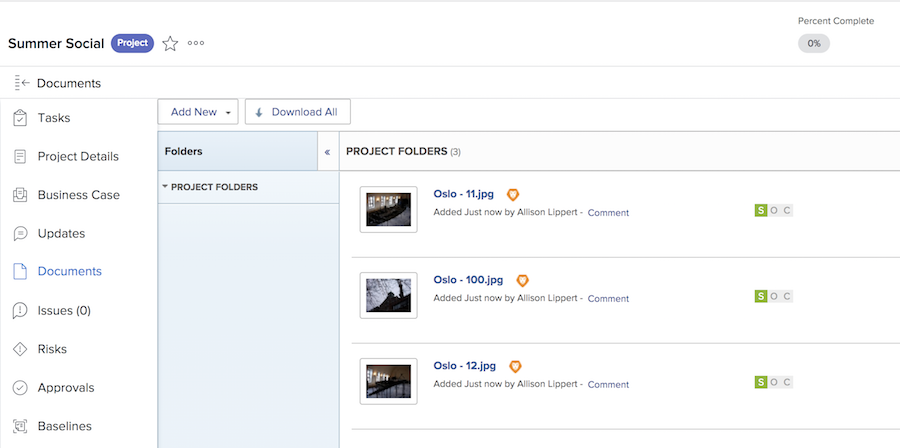 Percent Complete
Summer Social Project
0%
Documents
Tasks
Project Details
Business Case
Updates
Documents
Issues (0)
Risks
Approvals
Baselines
Add New Download All
Folders « PROJECT FOLDERS (3)
PROJECT FOLDERS
Oslo - 11.jpg
Added Just now by Allison Lippert - Comment
S O C
Oslo - 100.jpg
Added Just now by Allison Lippert - Comment
S O C
Oslo - 12.jpg
Added Just now by Allison Lippert - Comment
S O C